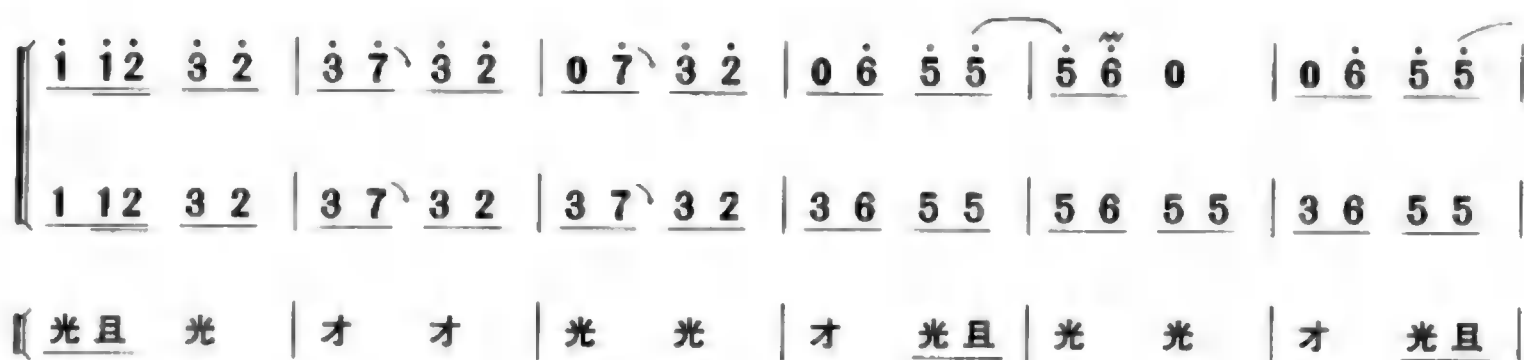 1̇ 1̇2̇ 3̇ 2̇ | 3̇ 7̇ 3̇ 2̇ | 0 7̇ 3̇ 2̇ | 0 6̇ 5̇ 5̇ | 5̇ 6̇ 0 | 0 6̇ 5̇ 5̇ |
1 12 3 2 | 3 7 3 2 | 3 7 3 2 | 3 6 5 5 | 5 6 5 5 | 3 6 5 5 |
光且 光 | 才 才 | 光 光 | 才 光且 | 光 光 | 才 光且 |